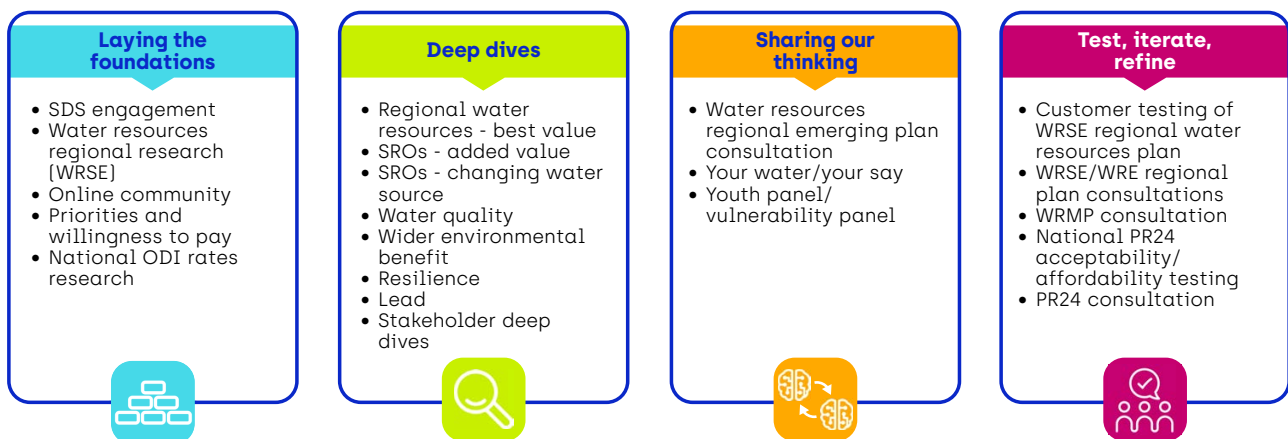 Laying the
foundations
• SDS engagement
• Water resources
regional research
(WRSE)
• Online community
• Priorities and
willingness to pay
• National ODI rates
research
Deep dives
• Regional water
resources - best value
• SROs - added value
• SROs - changing water
source
• Water quality
• Wider environmental
benefit
• Resilience
• Lead
• Stakeholder deep
dives
Sharing our
thinking
• Water resources
regional emerging plan
consultation
• Your water/your say
• Youth panel/
vulnerability panel
Test, iterate,
refine
• Customer testing of
WRSE regional water
resources plan
• WRSE/WRE regional
plan consultations
• WRMP consultation
• National PR24
acceptability/
affordability testing
• PR24 consultation